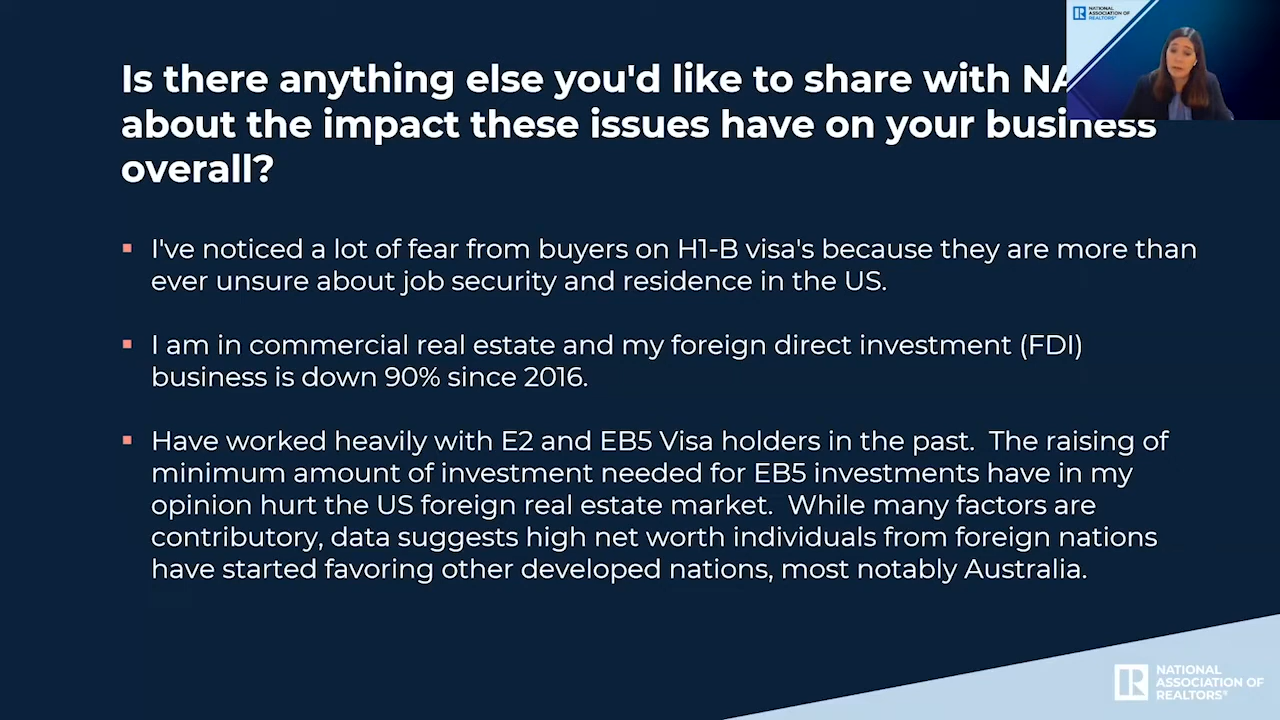 NATIONAL
ASSOCIATION OF
REALTORS®
Is there anything else you'd like to share with NA
about the impact these issues have on your business
overall?
▪ I've noticed a lot of fear from buyers on H1-B visa's because they are more than
ever unsure about job security and residence in the US.
▪ I am in commercial real estate and my foreign direct investment (FDI)
business is down 90% since 2016.
▪ Have worked heavily with E2 and EB5 Visa holders in the past. The raising of
minimum amount of investment needed for EB5 investments have in my
opinion hurt the US foreign real estate market. While many factors are
contributory, data suggests high net worth individuals from foreign nations
have started favoring other developed nations, most notably Australia.
NATIONAL
ASSOCIATION OF
REALTORS®